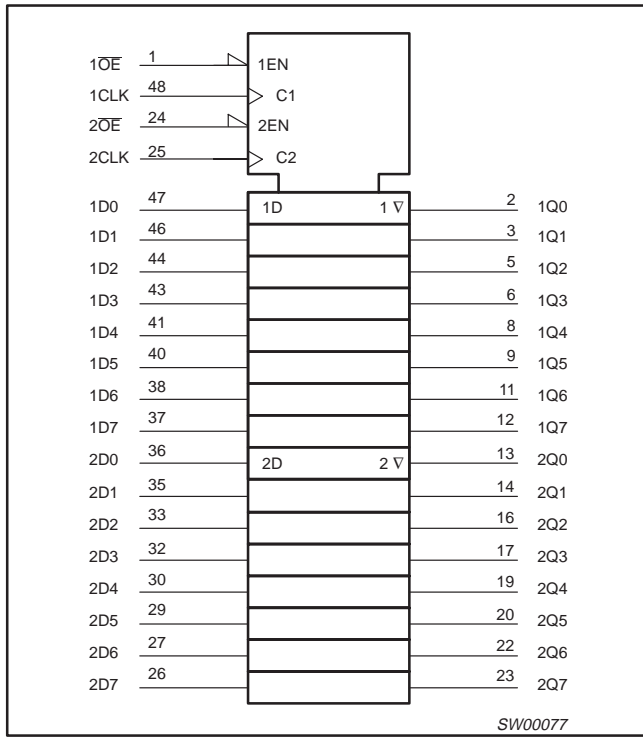 1O̅E̅ 1 1EN
1CLK 48 C1
2O̅E̅ 24 2EN
2CLK 25 C2
1D0 47 1D 1 ∇ 2 1Q0
1D1 46 3 1Q1
1D2 44 5 1Q2
1D3 43 6 1Q3
1D4 41 8 1Q4
1D5 40 9 1Q5
1D6 38 11 1Q6
1D7 37 12 1Q7
2D0 36 2D 2 ∇ 13 2Q0
2D1 35 14 2Q1
2D2 33 16 2Q2
2D3 32 17 2Q3
2D4 30 19 2Q4
2D5 29 20 2Q5
2D6 27 22 2Q6
2D7 26 23 2Q7
SW00077